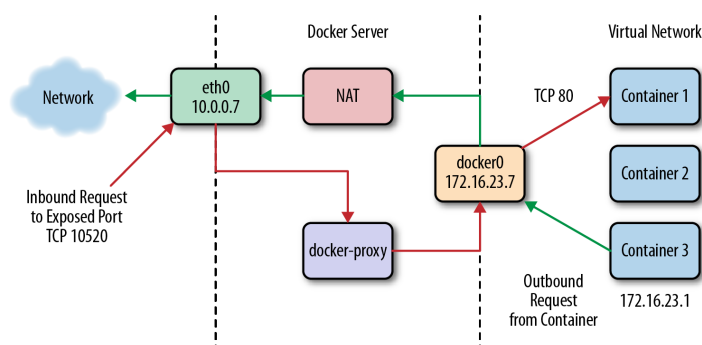 Docker Server
Virtual Network
Network
eth0
10.0.0.7
NAT
TCP 80
Container 1
docker0
172.16.23.7
Container 2
Inbound Request
to Exposed Port
TCP 10520
docker-proxy
Container 3
Outbound
Request
from Container
172.16.23.1